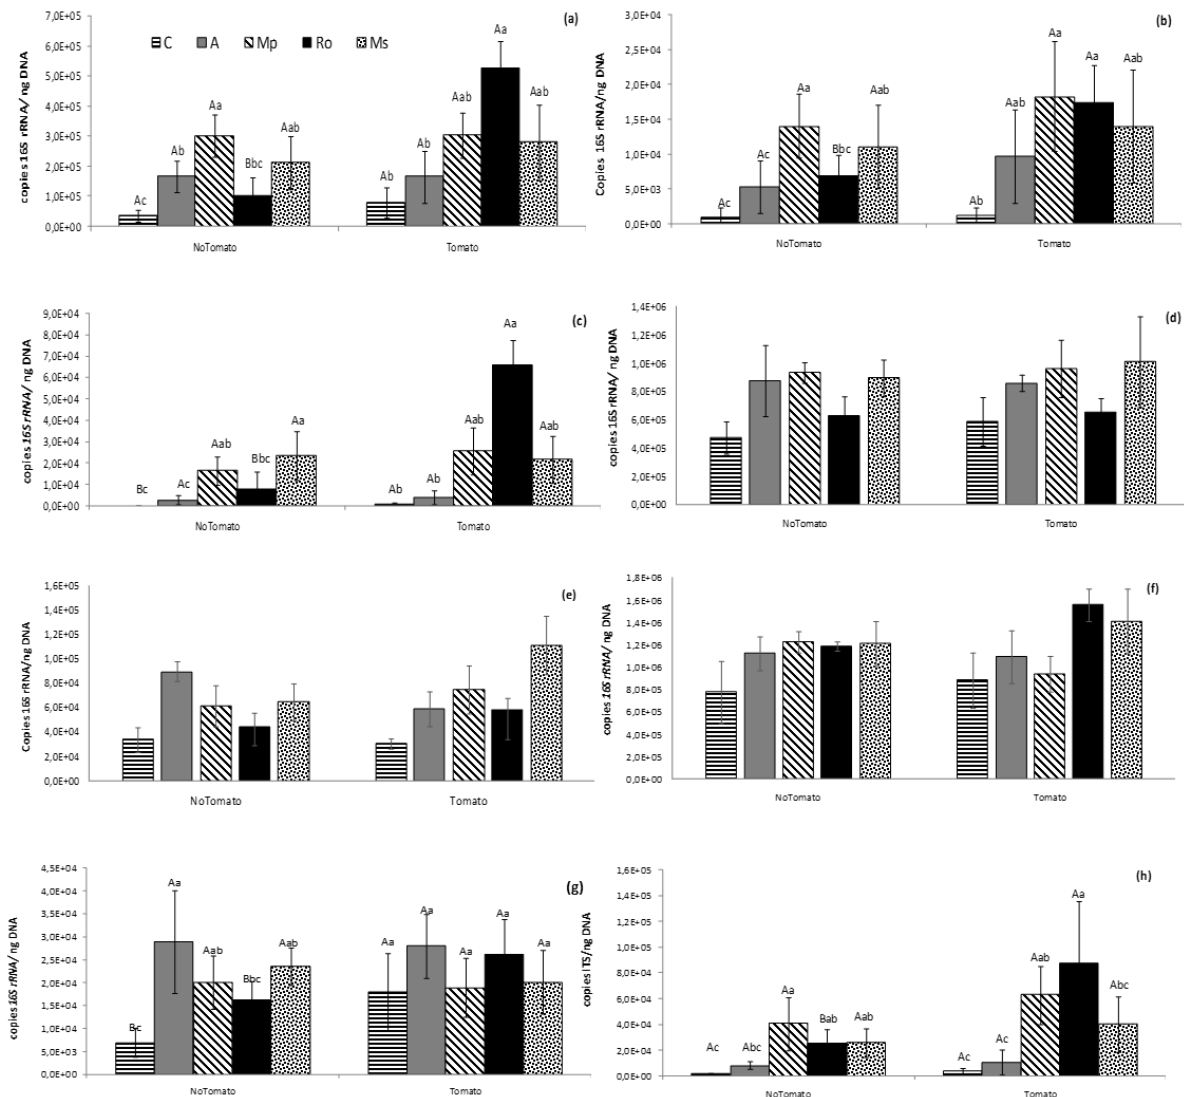 (a)
7,0E+05
6,0E+05
5,0E+05
4,0E+05
3,0E+05
2,0E+05
1,0E+05
0,0E+00
copies 16S rRNA/ ng DNA
C A Mp Ro Ms
Ac Ab Aa Bbc Aab
Ab Ab Aab Aa Aab
NoTomato Tomato
(b)
3,0E+04
2,5E+04
2,0E+04
1,5E+04
1,0E+04
5,0E+03
0,0E+00
Copies 16S rRNA/ ng DNA
Ac Ac Aa Bbc Aab
Ab Aab Aa Aa Aab
NoTomato Tomato
(c)
9,0E+04
8,0E+04
7,0E+04
6,0E+04
5,0E+04
4,0E+04
3,0E+04
2,0E+04
1,0E+04
0,0E+00
copies 16S rRNA/ ng DNA
Bc Ac Aab Bbc Aa
Ab Ab Aab Aa Aab
NoTomato Tomato
(d)
1,4E+06
1,2E+06
1,0E+06
8,0E+05
6,0E+05
4,0E+05
2,0E+05
0,0E+00
copies 16S rRNA/ ng DNA
NoTomato Tomato
(e)
1,6E+05
1,4E+05
1,2E+05
1,0E+05
8,0E+04
6,0E+04
4,0E+04
2,0E+04
0,0E+00
Copies 16S rRNA/ng DNA
NoTomato Tomato
(f)
1,8E+06
1,6E+06
1,4E+06
1,2E+06
1,0E+06
8,0E+05
6,0E+05
4,0E+05
2,0E+05
0,0E+00
copies 16S rRNA/ ng DNA
NoTomato Tomato
(g)
4,5E+04
4,0E+04
3,5E+04
3,0E+04
2,5E+04
2,0E+04
1,5E+04
1,0E+04
5,0E+03
0,0E+00
copies 16S rRNA/ ng DNA
Bc Aa Aab Bbc Aab
Aa Aa Aa Aa Aa
NoTomato Tomato
(h)
1,6E+05
1,4E+05
1,2E+05
1,0E+05
8,0E+04
6,0E+04
4,0E+04
2,0E+04
0,0E+00
copies ITS/ng DNA
Ac Abc Aa Bab Aab
Ac Ac Aab Aa Abc
NoTomato Tomato